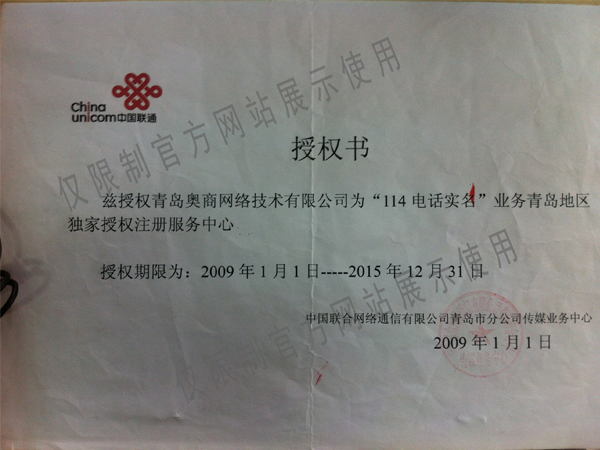 China
unicom中国联通
授权书
兹授权青岛奥商网络技术有限公司为“114 电话实名”业务青岛地区
独家授权注册服务中心
授权期限为：2009 年 1 月 1 日-----2015 年 12 月 31 日
中国联合网络通信有限公司青岛市分公司传媒业务中心
2009 年 1 月 1 日
仅限制官方网站展示使用
仅限制官方网站展示使用